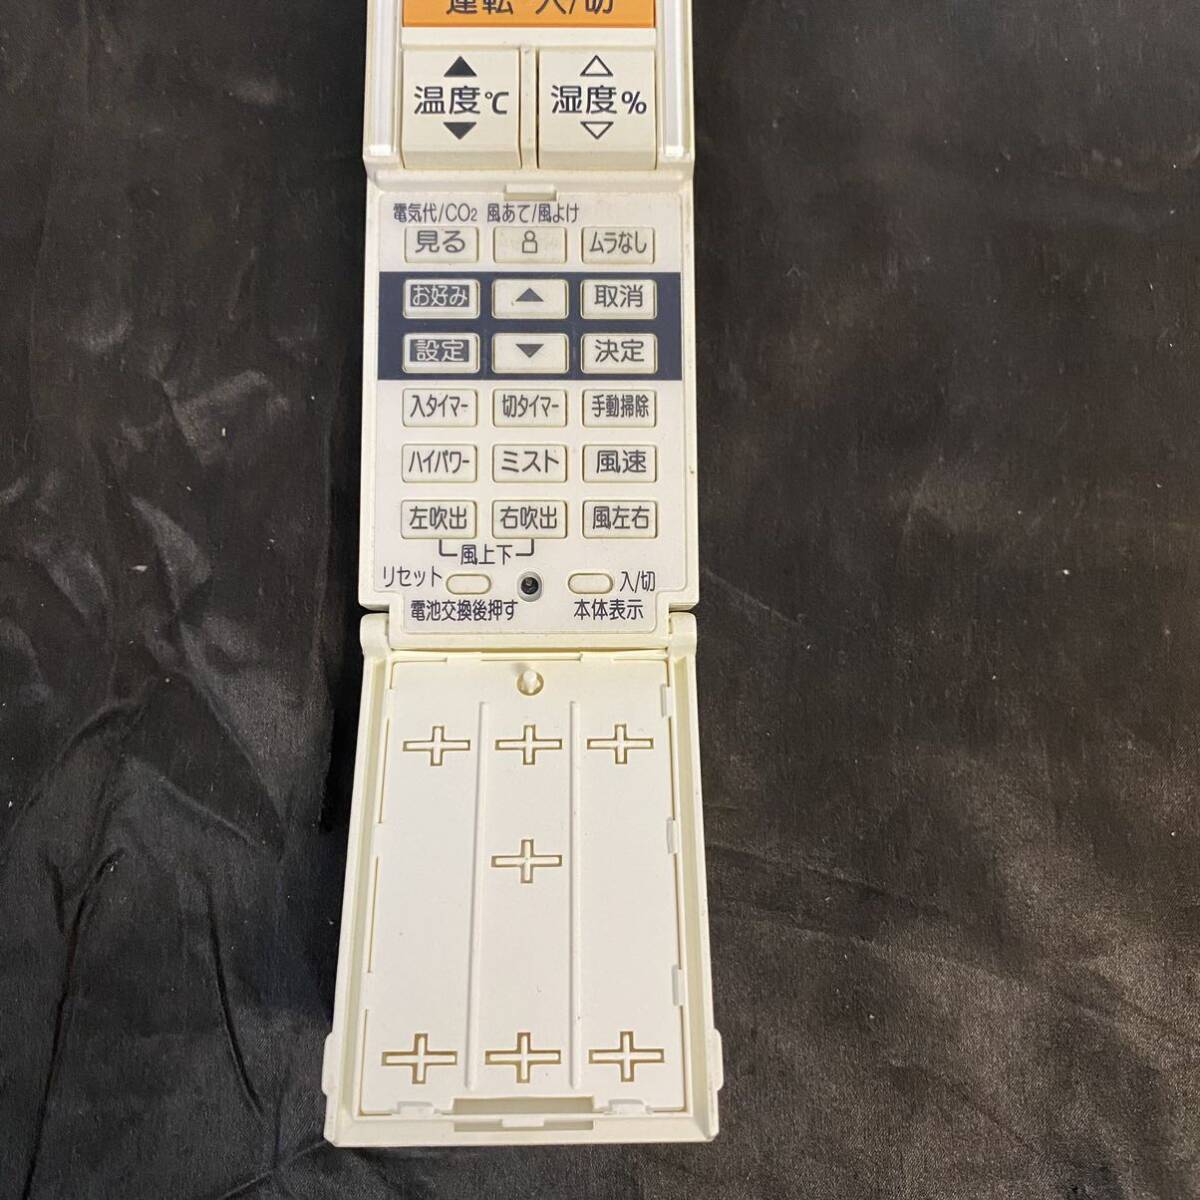 運転 入/切
▲ △
温度℃ 湿度%
▼ ▽
電気代/CO2 風あて/風よけ
見る ムラなし
お好み ▲ 取消
設定 ▼ 決定
入タイマー 切タイマー 手動掃除
ハイパワー ミスト 風速
左吹出 右吹出 風左右
風上下
リセット 入/切
電池交換後押す 本体表示